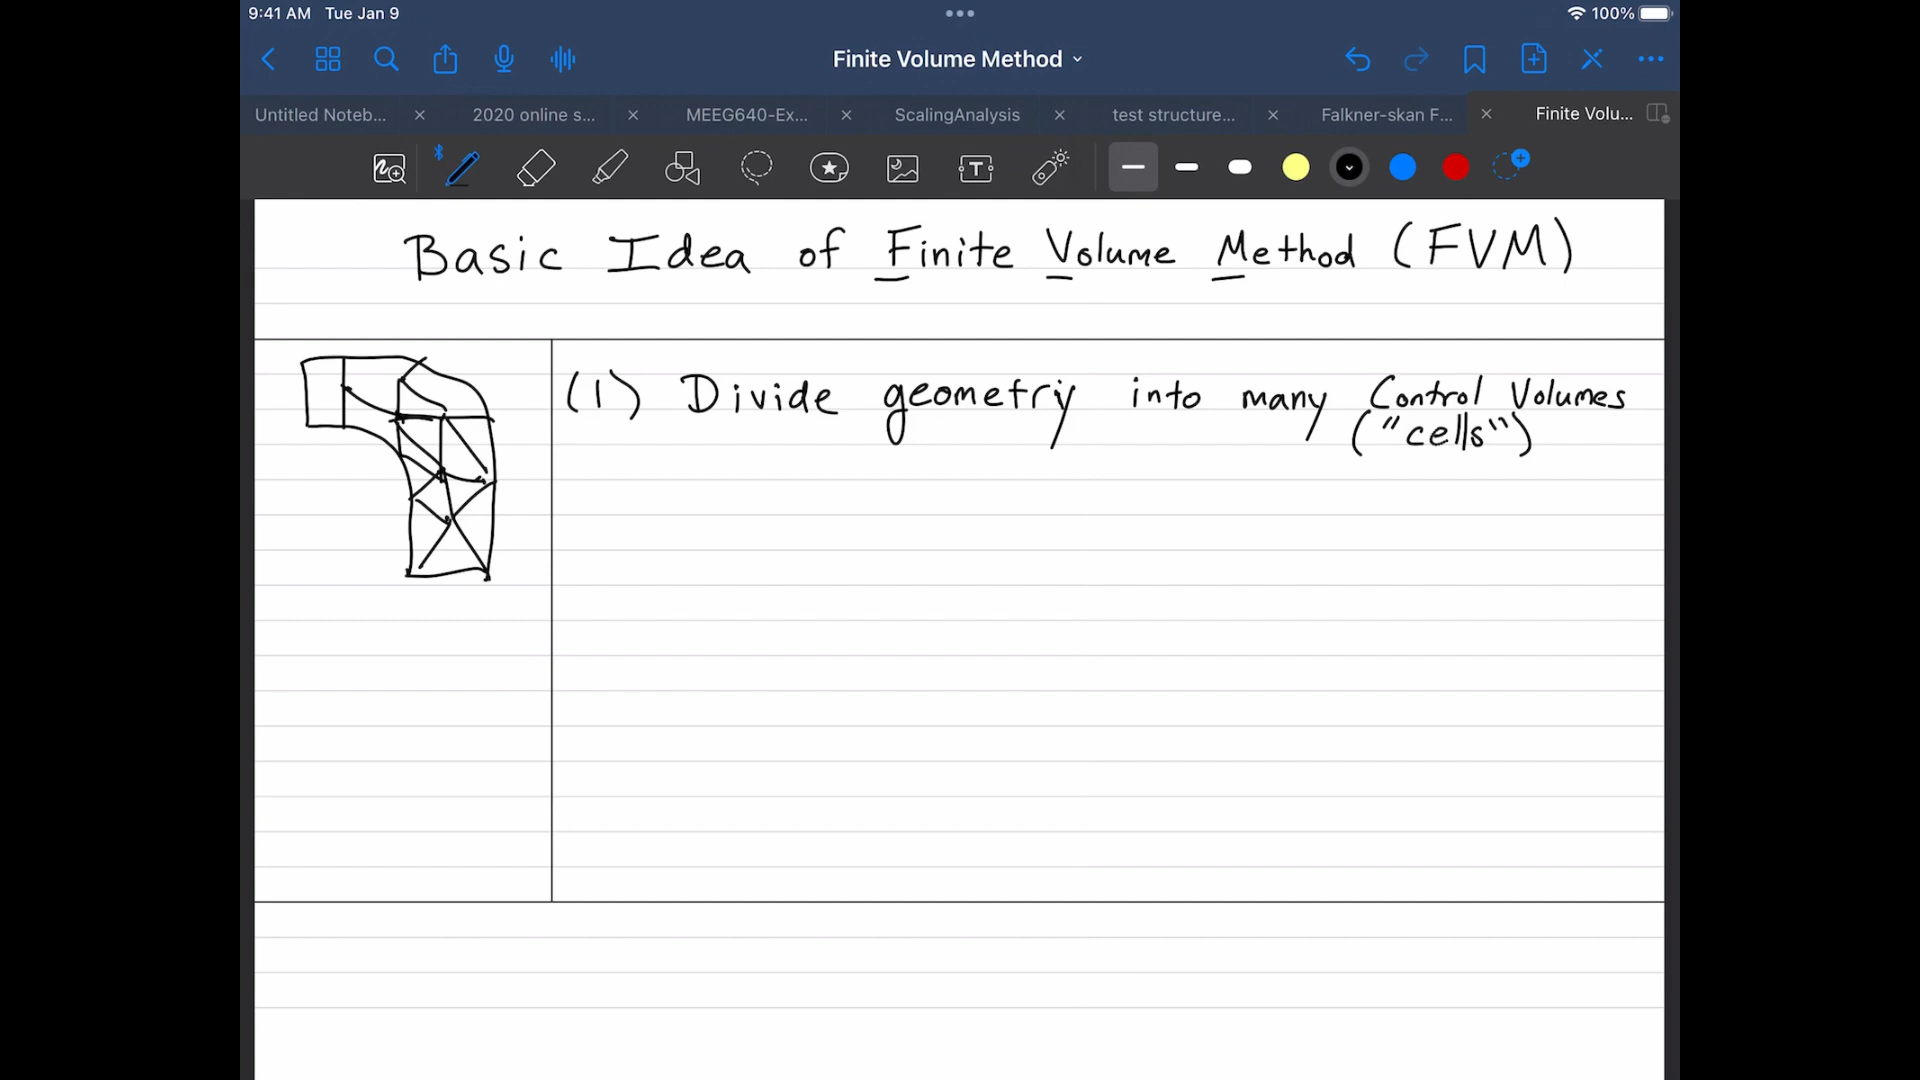 9:41 AM Tue Jan 9
100%
Finite Volume Method
Untitled Noteb...
2020 online s...
MEEG640-Ex...
ScalingAnalysis
test structure...
Falkner-skan F...
Finite Volu...
Basic Idea of Finite Volume Method (FVM)
(1) Divide geometry into many Control Volumes
("cells")